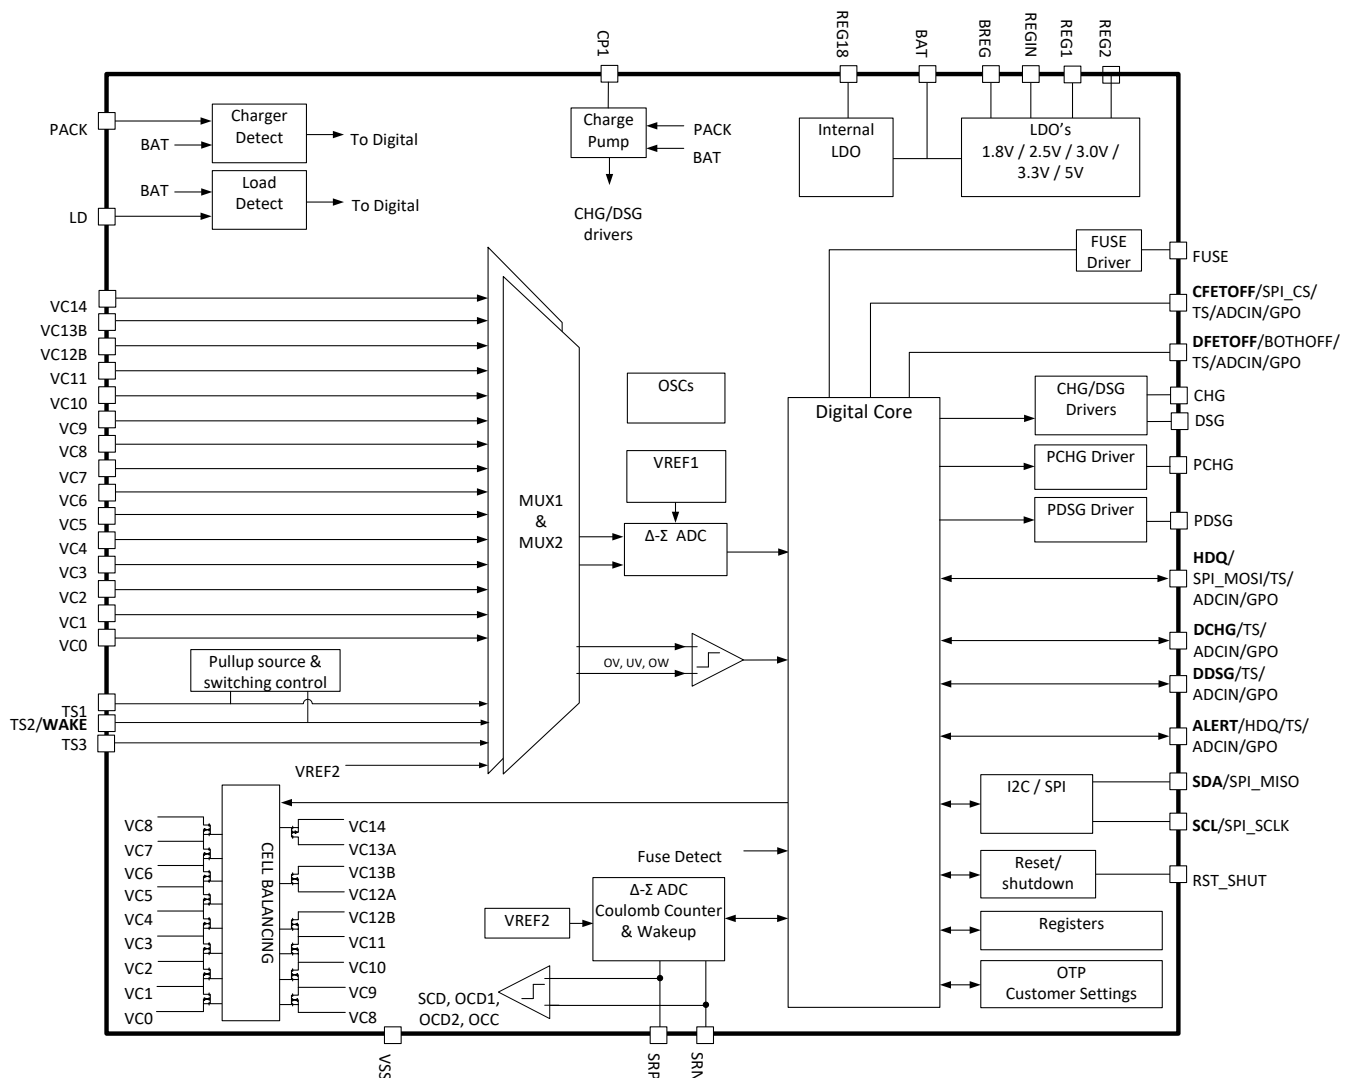 CP1
REG18
BAT
BREG
REGIN
REG1
REG2
PACK
BAT
Charger
Detect
To Digital
BAT
LD
Load
Detect
To Digital
Charge
Pump
PACK
BAT
CHG/DSG
drivers
Internal
LDO
LDO's
1.8V / 2.5V / 3.0V /
3.3V / 5V
FUSE
Driver
FUSE
CFETOFF/SPI_CS/
TS/ADCIN/GPO
DFETOFF/BOTHOFF/
TS/ADCIN/GPO
VC14
VC13B
VC12B
VC11
VC10
VC9
VC8
VC7
VC6
VC5
VC4
VC3
VC2
VC1
VC0
Pullup source &
switching control
TS1
TS2/WAKE
TS3
VREF2
MUX1
&
MUX2
OSCs
VREF1
Δ-Σ ADC
OV, UV, OW
Digital Core
CHG/DSG
Drivers
CHG
DSG
PCHG Driver
PCHG
PDSG Driver
PDSG
HDQ/
SPI_MOSI/TS/
ADCIN/GPO
DCHG/TS/
ADCIN/GPO
DDSG/TS/
ADCIN/GPO
ALERT/HDQ/TS/
ADCIN/GPO
I2C / SPI
SDA/SPI_MISO
SCL/SPI_SCLK
Reset/
shutdown
RST_SHUT
Registers
OTP
Customer Settings
VC8
VC7
VC6
VC5
VC4
VC3
VC2
VC1
VC0
CELL BALANCING
VC14
VC13A
VC13B
VC12A
VC12B
VC11
VC10
VC9
VC8
Fuse Detect
VREF2
Δ-Σ ADC
Coulomb Counter
& Wakeup
SCD, OCD1,
OCD2, OCC
VSS
SRP
SRN